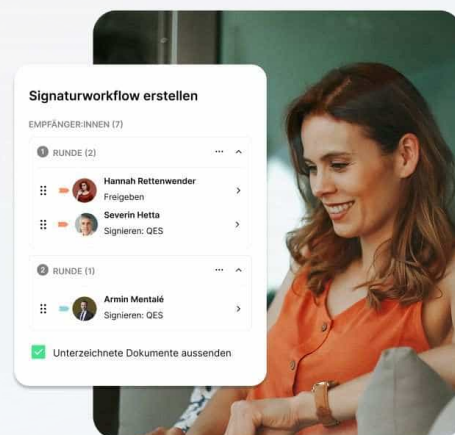 Signaturworkflow erstellen
EMPFÄNGER:INNEN (7)
1 RUNDE (2)
Hannah Rettenwender
Freigeben
Severin Hetta
Signieren: QES
2 RUNDE (1)
Armin Mentalé
Signieren: QES
Unterzeichnete Dokumente aussenden